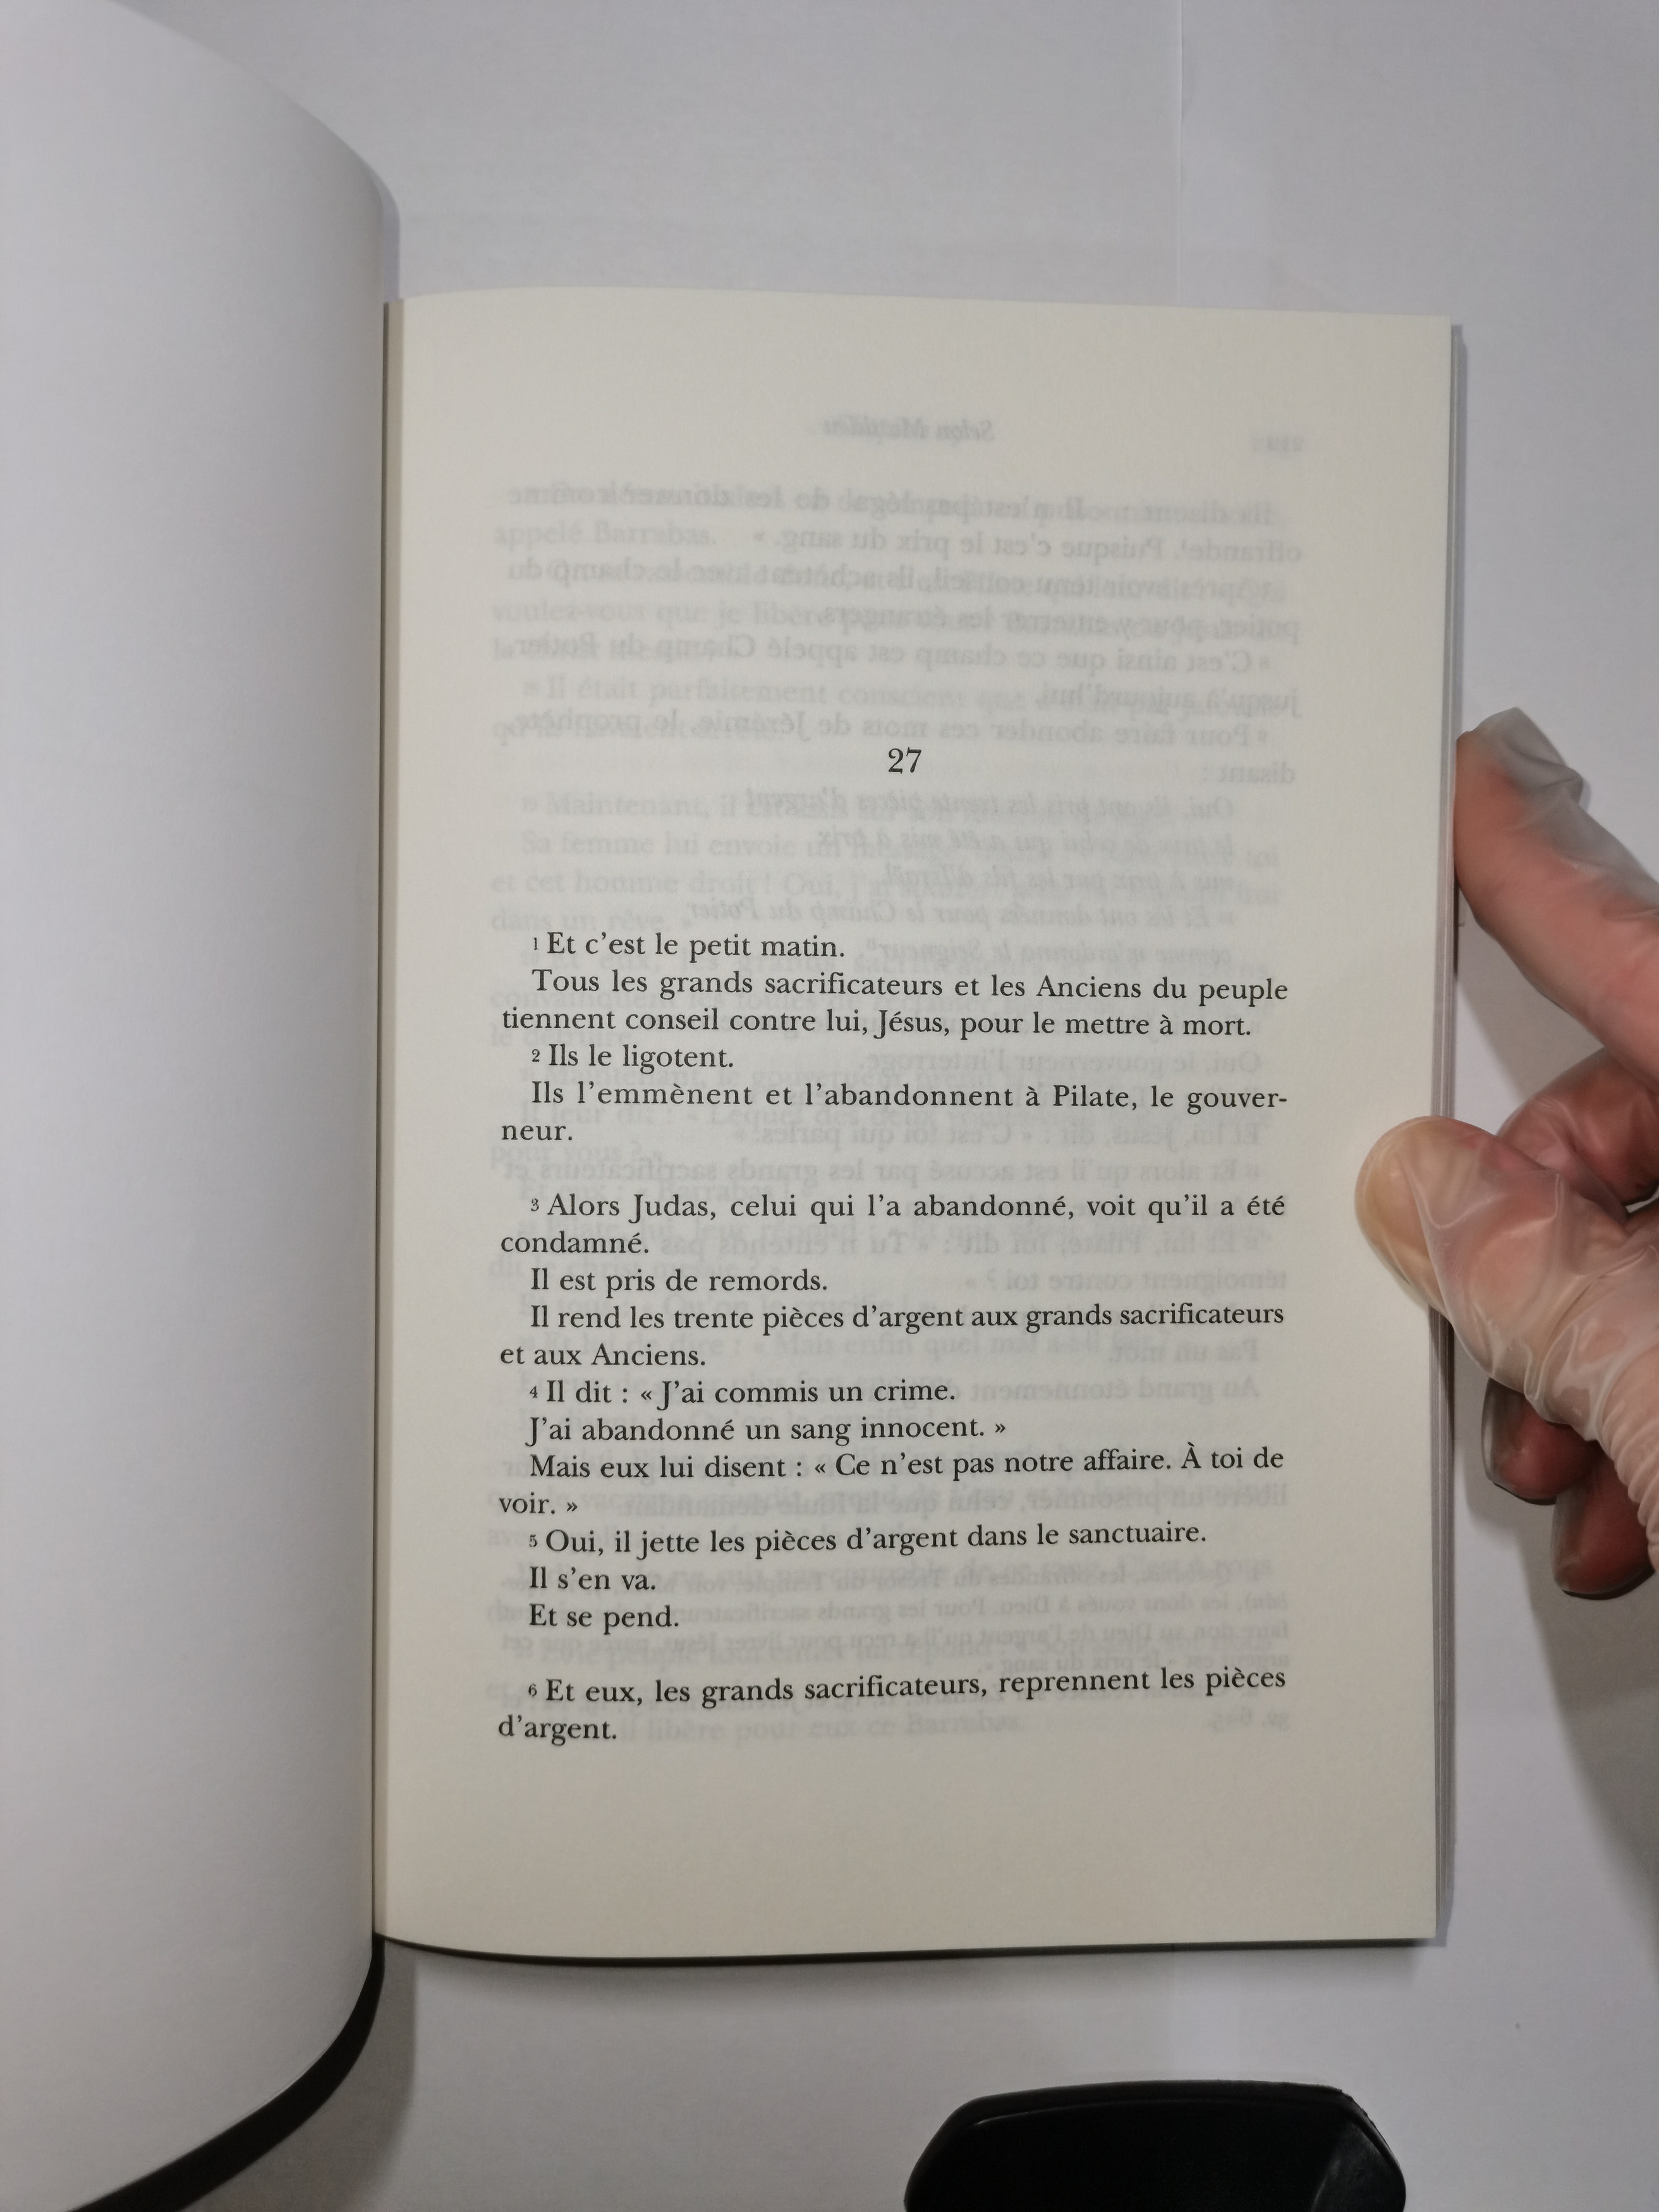 27
1 Et c'est le petit matin.
Tous les grands sacrificateurs et les Anciens du peuple
tiennent conseil contre lui, Jésus, pour le mettre à mort.
2 Ils le ligotent.
Ils l'emmènent et l'abandonnent à Pilate, le gouver-
neur.
3 Alors Judas, celui qui l'a abandonné, voit qu'il a été
condamné.
Il est pris de remords.
Il rend les trente pièces d'argent aux grands sacrificateurs
et aux Anciens.
4 Il dit : « J'ai commis un crime.
J'ai abandonné un sang innocent. »
Mais eux lui disent : « Ce n'est pas notre affaire. À toi de
voir. »
5 Oui, il jette les pièces d'argent dans le sanctuaire.
Il s'en va.
Et se pend.
6 Et eux, les grands sacrificateurs, reprennent les pièces
d'argent.